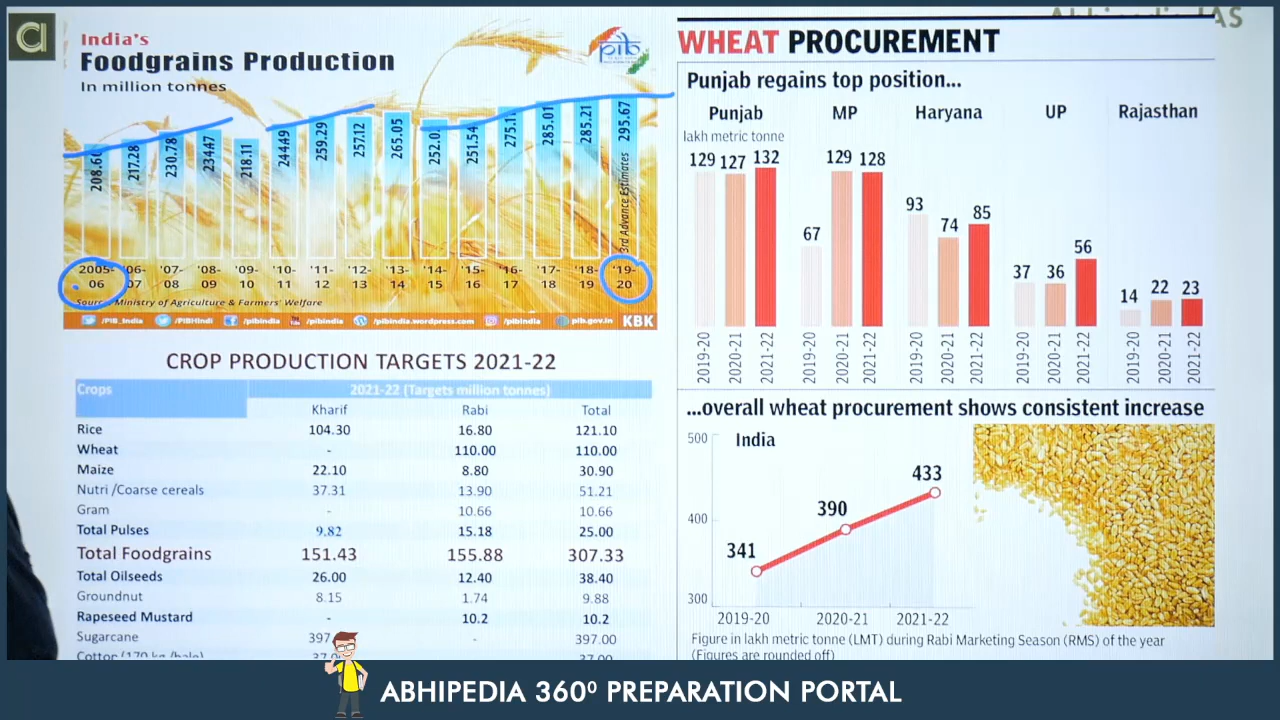 India's
Foodgrains Production
In million tonnes
pib
208.60
217.28
230.78
234.47
218.11
244.49
259.29
257.12
265.05
251.54
285.01
285.21
295.67
3rd Advance Estimates
2005-06
'06-07
'07-08
'08-09
'09-10
'10-11
'11-12
'12-13
'13-14
'14-15
'15-16
'16-17
'17-18
'18-19
'19-20
Ministry of Agriculture & Farmers' Welfare
/PIB_India
/PIBHindi
/pibindia
/pibindia
/pibindia.wordpress.com
/pibindia
pib.gov.in
KBK
CROP PRODUCTION TARGETS 2021-22
Crops 2021-22 (Targets million tonnes)
Kharif Rabi Total
Rice 104.30 16.80 121.10
Wheat - 110.00 110.00
Maize 22.10 8.80 30.90
Nutri /Coarse cereals 37.31 13.90 51.21
Gram - 10.66 10.66
Total Pulses 9.82 15.18 25.00
Total Foodgrains 151.43 155.88 307.33
Total Oilseeds 26.00 12.40 38.40
Groundnut 8.15 1.74 9.88
Rapeseed Mustard - 10.2 10.2
Sugarcane - 397.00
WHEAT PROCUREMENT
Punjab regains top position...
Punjab MP Haryana UP Rajasthan
lakh metric tonne
129 127 132
67 129 128
93 74 85
37 36 56
14 22 23
2019-20 2020-21 2021-22
2019-20 2020-21 2021-22
2019-20 2020-21 2021-22
2019-20 2020-21 2021-22
2019-20 2020-21 2021-22
...overall wheat procurement shows consistent increase
India
500
400
300
341
390
433
2019-20 2020-21 2021-22
Figure in lakh metric tonne (LMT) during Rabi Marketing Season (RMS) of the year
(Figures are rounded off)
ABHIPEDIA 360⁰ PREPARATION PORTAL